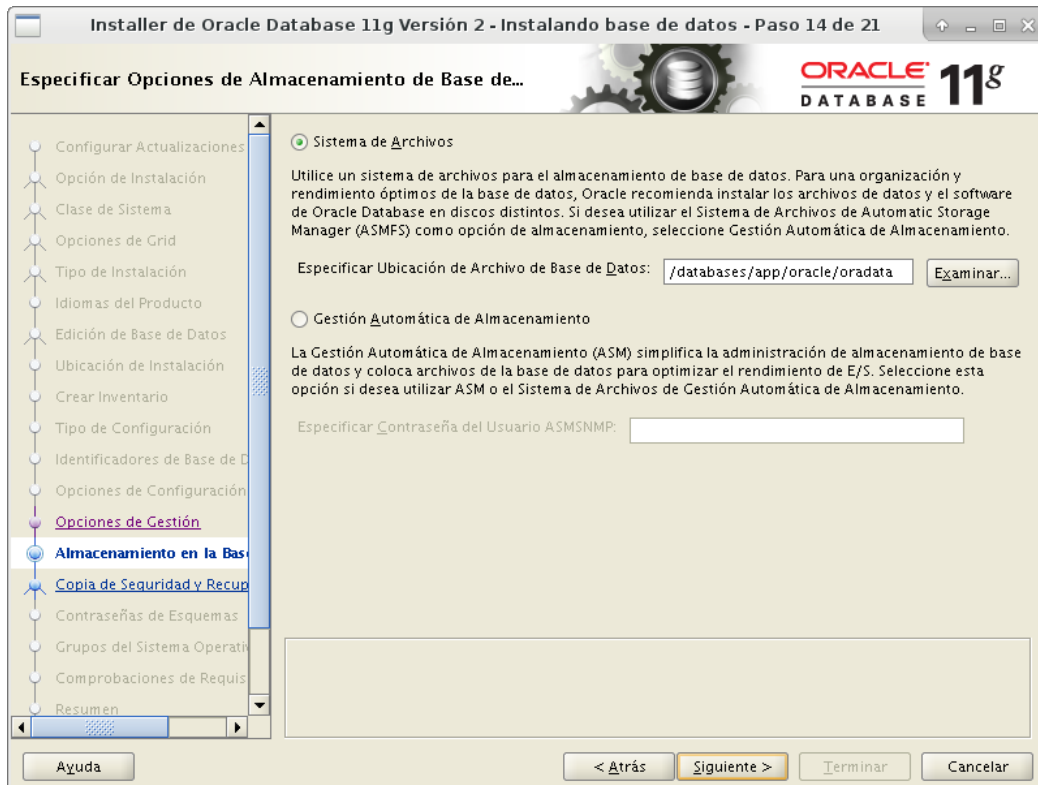 Installer de Oracle Database 11g Versión 2 - Instalando base de datos - Paso 14 de 21
Especificar Opciones de Almacenamiento de Base de...
ORACLE
DATABASE
11g
Configurar Actualizaciones
Opción de Instalación
Clase de Sistema
Opciones de Grid
Tipo de Instalación
Idiomas del Producto
Edición de Base de Datos
Ubicación de Instalación
Crear Inventario
Tipo de Configuración
Identificadores de Base de D
Opciones de Configuración
Opciones de Gestión
Almacenamiento en la Bas
Copia de Seguridad y Recup
Contraseñas de Esquemas
Grupos del Sistema Operativ
Comprobaciones de Requis
Resumen
Sistema de Archivos
Utilice un sistema de archivos para el almacenamiento de base de datos. Para una organización y
rendimiento óptimos de la base de datos, Oracle recomienda instalar los archivos de datos y el software
de Oracle Database en discos distintos. Si desea utilizar el Sistema de Archivos de Automatic Storage
Manager (ASMFS) como opción de almacenamiento, seleccione Gestión Automática de Almacenamiento.
Especificar Ubicación de Archivo de Base de Datos: /databases/app/oracle/oradata Examinar...
Gestión Automática de Almacenamiento
La Gestión Automática de Almacenamiento (ASM) simplifica la administración de almacenamiento de base
de datos y coloca archivos de la base de datos para optimizar el rendimiento de E/S. Seleccione esta
opción si desea utilizar ASM o el Sistema de Archivos de Gestión Automática de Almacenamiento.
Especificar Contraseña del Usuario ASMSNMP:
Ayuda < Atrás Siguiente > Terminar Cancelar